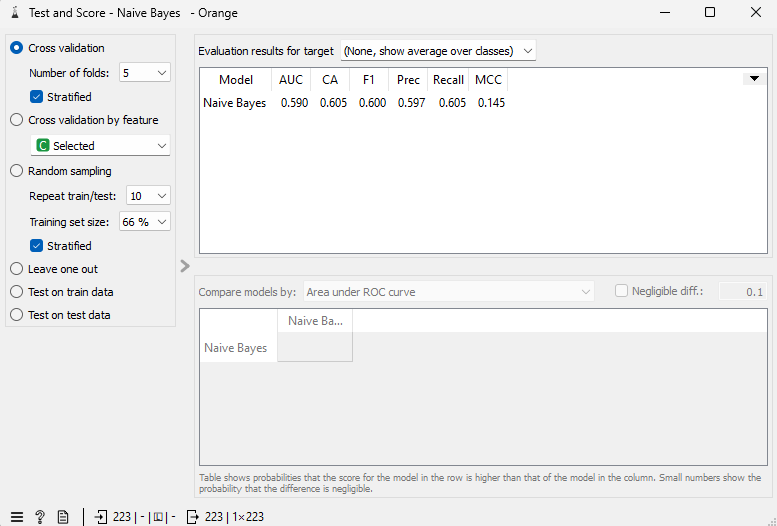 Test and Score - Naive Bayes - Orange
Cross validation
Number of folds: 5
Stratified
Cross validation by feature
C Selected
Random sampling
Repeat train/test: 10
Training set size: 66 %
Stratified
Leave one out
Test on train data
Test on test data
Evaluation results for target (None, show average over classes)
Model AUC CA F1 Prec Recall MCC
Naive Bayes 0.590 0.605 0.600 0.597 0.605 0.145
Compare models by: Area under ROC curve Negligible diff.: 0.1
Naive Ba...
Naive Bayes
Table shows probabilities that the score for the model in the row is higher than that of the model in the column. Small numbers show the
probability that the difference is negligible.
223 | - | | - 223 | 1×223